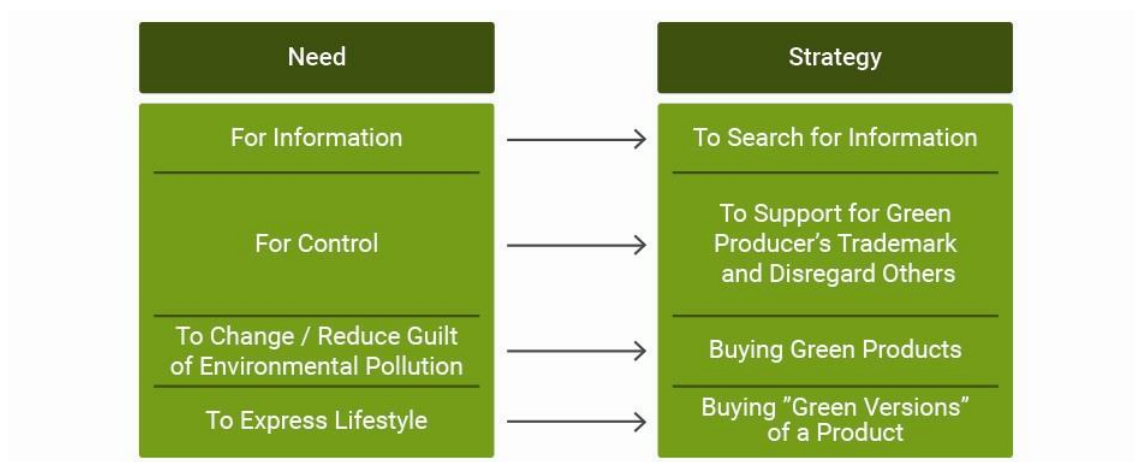 Need
Strategy
For Information
To Search for Information
For Control
To Support for Green
Producer’s Trademark
and Disregard Others
To Change / Reduce Guilt
of Environmental Pollution
Buying Green Products
To Express Lifestyle
Buying ”Green Versions”
of a Product